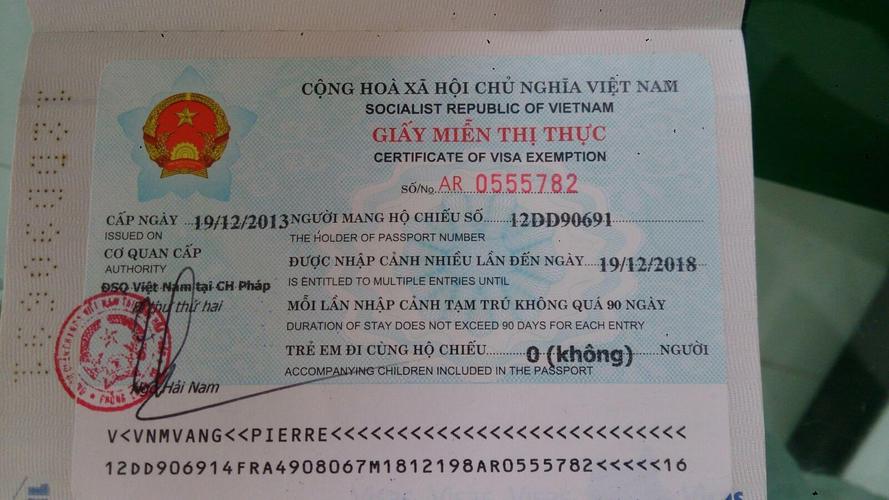 CỘNG HOÀ XÃ HỘI CHỦ NGHĨA VIỆT NAM
SOCIALIST REPUBLIC OF VIETNAM
GIẤY MIỄN THỊ THỰC
CERTIFICATE OF VISA EXEMPTION
SỐ/No AR 0555782
CẤP NGÀY 19/12/2013 NGƯỜI MANG HỘ CHIẾU SỐ 12DD90691
ISSUED ON THE HOLDER OF PASSPORT NUMBER
CƠ QUAN CẤP ĐƯỢC NHẬP CẢNH NHIỀU LẦN ĐẾN NGÀY 19/12/2018
AUTHORITY IS ENTITLED TO MULTIPLE ENTRIES UNTIL
ĐSQ Việt Nam tại CH Pháp
thứ hai MỖI LẦN NHẬP CẢNH TẠM TRÚ KHÔNG QUÁ 90 NGÀY
DURATION OF STAY DOES NOT EXCEED 90 DAYS FOR EACH ENTRY
TRẺ EM ĐI CÙNG HỘ CHIẾU 0 (không) NGƯỜI
ACCOMPANYING CHILDREN INCLUDED IN THE PASSPORT
Hải Nam
V<VNMVANG<<PIERRE<<<<<<<<<<<<<<<<<<<<<<<<<<<
12DD906914FRA4908067M1812198AR0555782<<<<<16